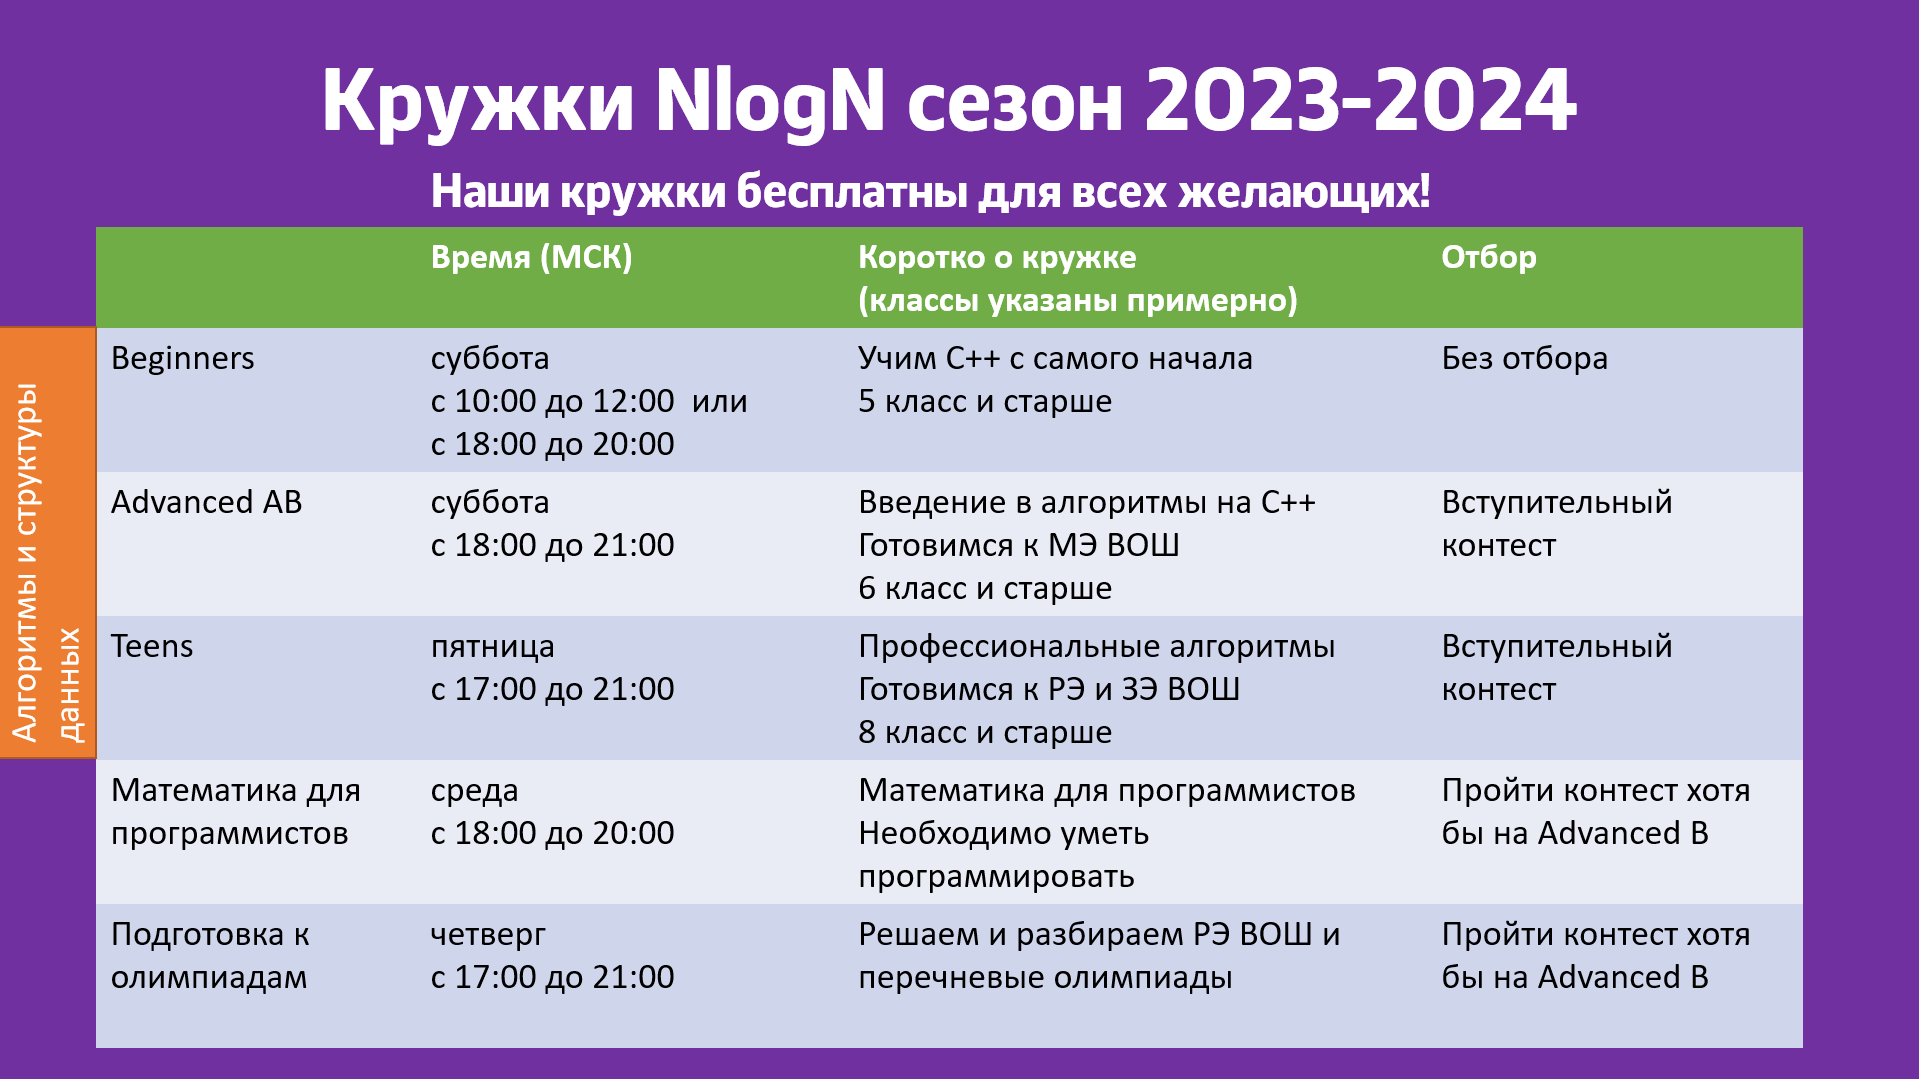 Кружки NlogN сезон 2023-2024
Наши кружки бесплатны для всех желающих!
Время (МСК)
Коротко о кружке
(классы указаны примерно)
Отбор
Алгоритмы и структуры
данных
Beginners
суббота
с 10:00 до 12:00  или
с 18:00 до 20:00
Учим C++ с самого начала
5 класс и старше
Без отбора
Advanced AB
суббота
с 18:00 до 21:00
Введение в алгоритмы на C++
Готовимся к МЭ ВОШ
6 класс и старше
Вступительный
контест
Teens
пятница
с 17:00 до 21:00
Профессиональные алгоритмы
Готовимся к РЭ и ЗЭ ВОШ
8 класс и старше
Вступительный
контест
Математика для
программистов
среда
с 18:00 до 20:00
Математика для программистов
Необходимо уметь
программировать
Пройти контест хотя
бы на Advanced B
Подготовка к
олимпиадам
четверг
с 17:00 до 21:00
Решаем и разбираем РЭ ВОШ и
перечневые олимпиады
Пройти контест хотя
бы на Advanced B